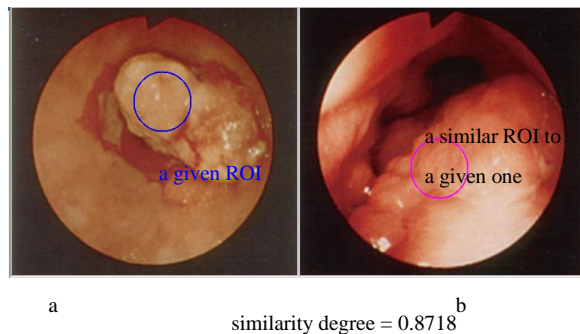 a given ROI
a similar ROI to
a given one
a
b
similarity degree = 0.8718